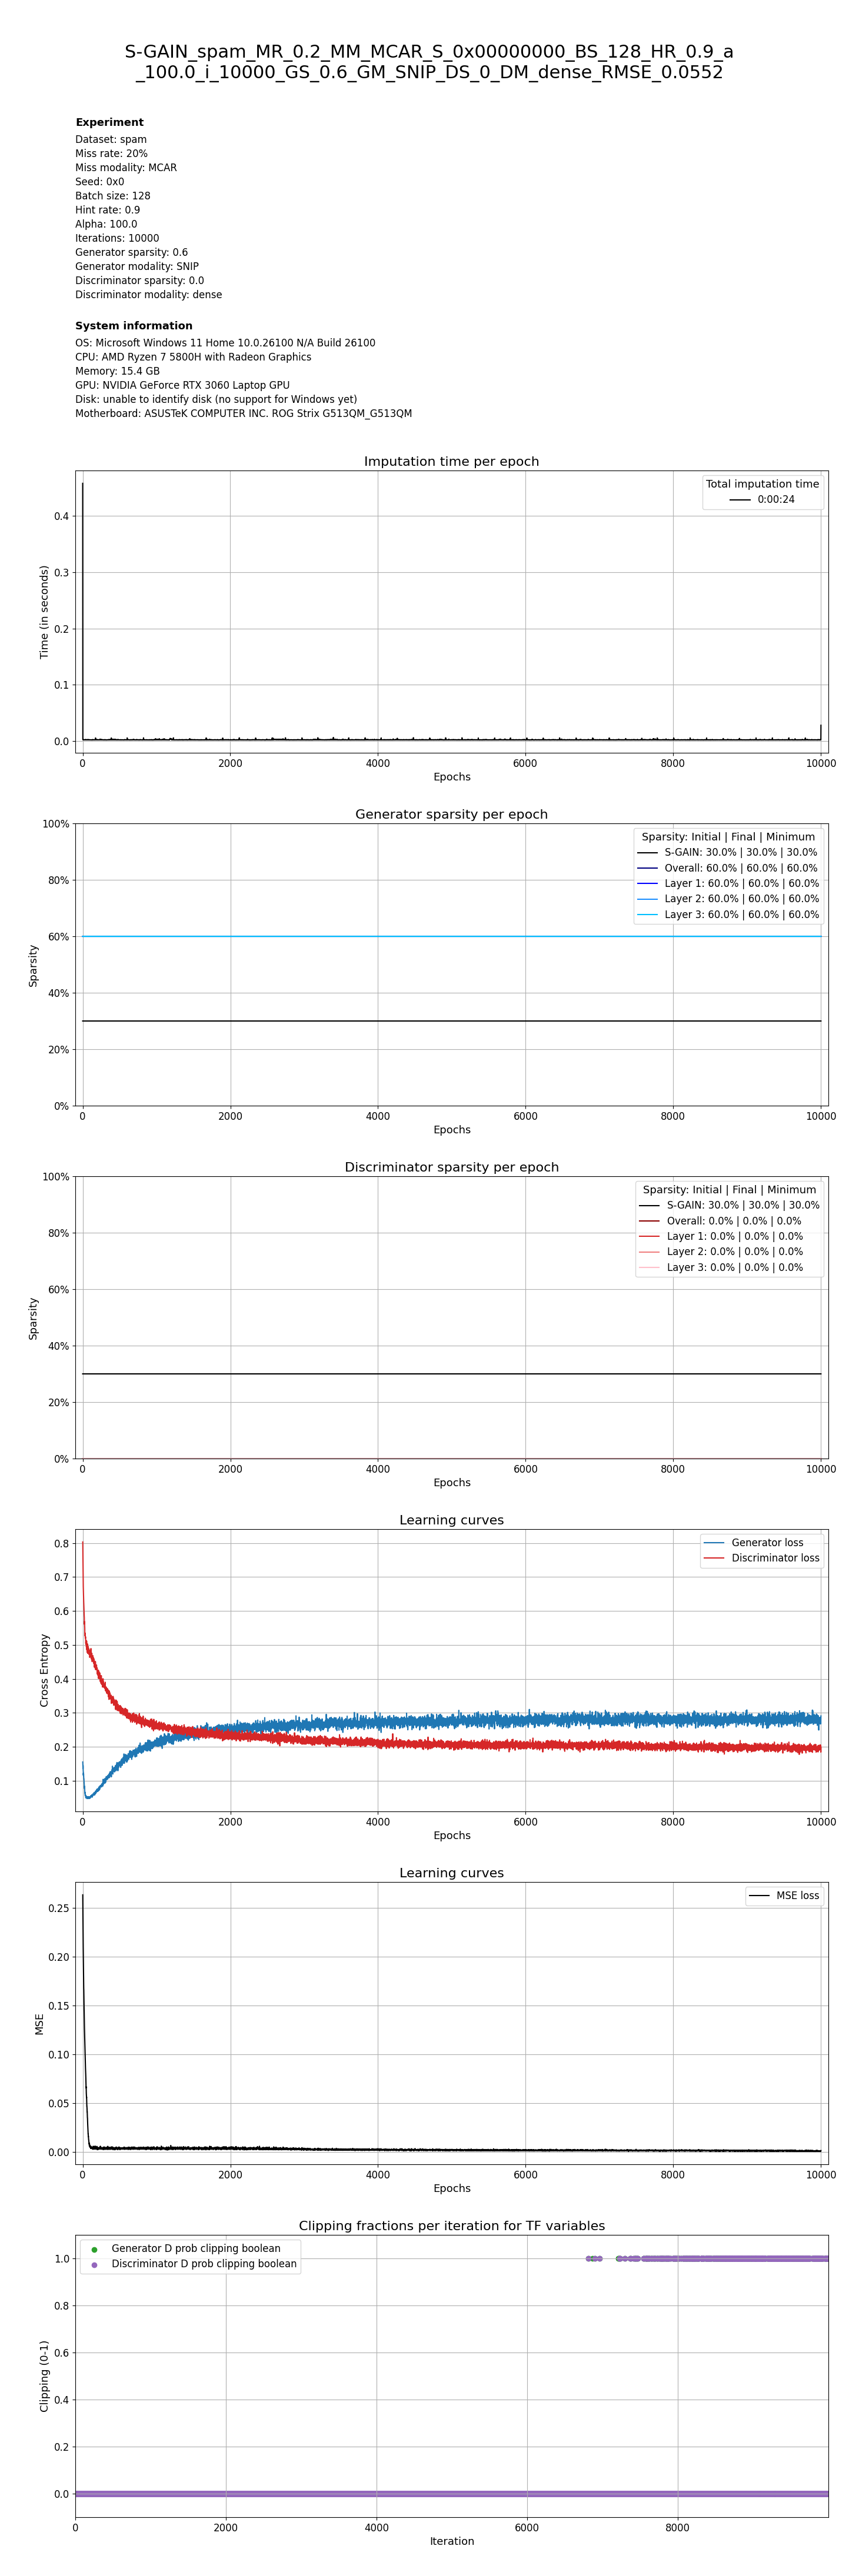 S-GAIN_spam_MR_0.2_MM_MCAR_S_0x00000000_BS_128_HR_0.9_a
_100.0_i_10000_GS_0.6_GM_SNIP_DS_0_DM_dense_RMSE_0.0552
Experiment
Dataset: spam
Miss rate: 20%
Miss modality: MCAR
Seed: 0x0
Batch size: 128
Hint rate: 0.9
Alpha: 100.0
Iterations: 10000
Generator sparsity: 0.6
Generator modality: SNIP
Discriminator sparsity: 0.0
Discriminator modality: dense
System information
OS: Microsoft Windows 11 Home 10.0.26100 N/A Build 26100
CPU: AMD Ryzen 7 5800H with Radeon Graphics
Memory: 15.4 GB
GPU: NVIDIA GeForce RTX 3060 Laptop GPU
Disk: unable to identify disk (no support for Windows yet)
Motherboard: ASUSTeK COMPUTER INC. ROG Strix G513QM_G513QM
Imputation time per epoch
Total imputation time
0:00:24
0.4
0.3
0.2
0.1
0.0
Time (in seconds)
0 2000 4000 6000 8000 10000
Epochs
Generator sparsity per epoch
Sparsity: Initial | Final | Minimum
S-GAIN: 30.0% | 30.0% | 30.0%
Overall: 60.0% | 60.0% | 60.0%
Layer 1: 60.0% | 60.0% | 60.0%
Layer 2: 60.0% | 60.0% | 60.0%
Layer 3: 60.0% | 60.0% | 60.0%
100%
80%
60%
40%
20%
0%
Sparsity
0 2000 4000 6000 8000 10000
Epochs
Discriminator sparsity per epoch
Sparsity: Initial | Final | Minimum
S-GAIN: 30.0% | 30.0% | 30.0%
Overall: 0.0% | 0.0% | 0.0%
Layer 1: 0.0% | 0.0% | 0.0%
Layer 2: 0.0% | 0.0% | 0.0%
Layer 3: 0.0% | 0.0% | 0.0%
100%
80%
60%
40%
20%
0%
Sparsity
0 2000 4000 6000 8000 10000
Epochs
Learning curves
Generator loss
Discriminator loss
0.8
0.7
0.6
0.5
0.4
0.3
0.2
0.1
Cross Entropy
0 2000 4000 6000 8000 10000
Epochs
Learning curves
MSE loss
0.25
0.20
0.15
0.10
0.05
0.00
MSE
0 2000 4000 6000 8000 10000
Epochs
Clipping fractions per iteration for TF variables
Generator D prob clipping boolean
Discriminator D prob clipping boolean
1.0
0.8
0.6
0.4
0.2
0.0
Clipping (0-1)
0 2000 4000 6000 8000
Iteration